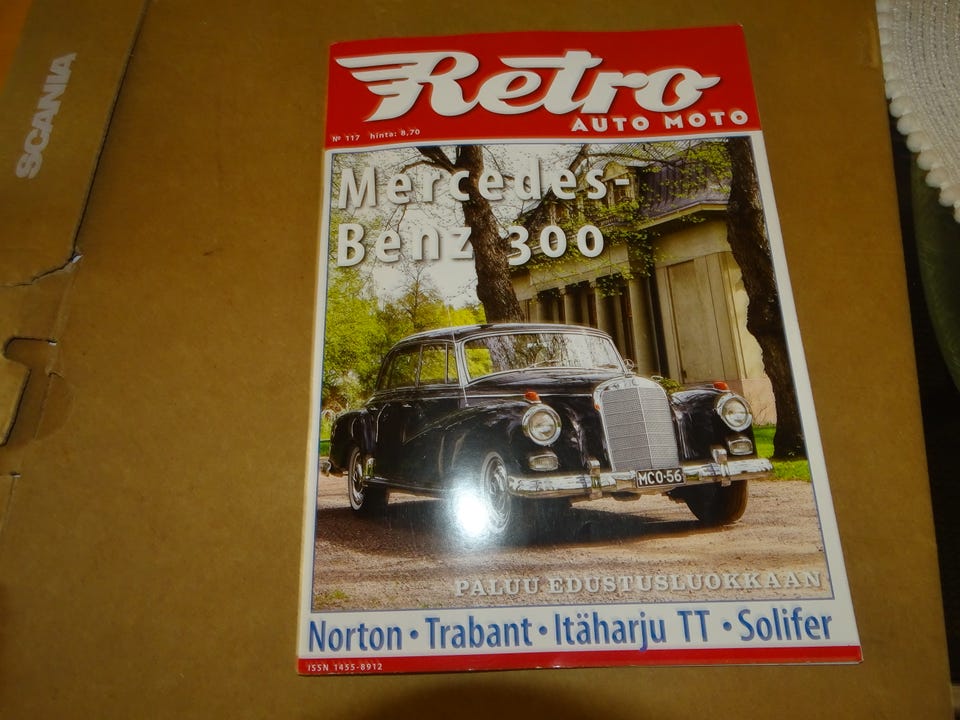 SCANIA
Retro
AUTO MOTO
№ 117 hinta: 8,70
Mercedes-
Benz 300
MCO-56
PALUU EDUSTUSLUOKKAAN
Norton • Trabant • Itäharju TT • Solifer
ISSN 1455-8912